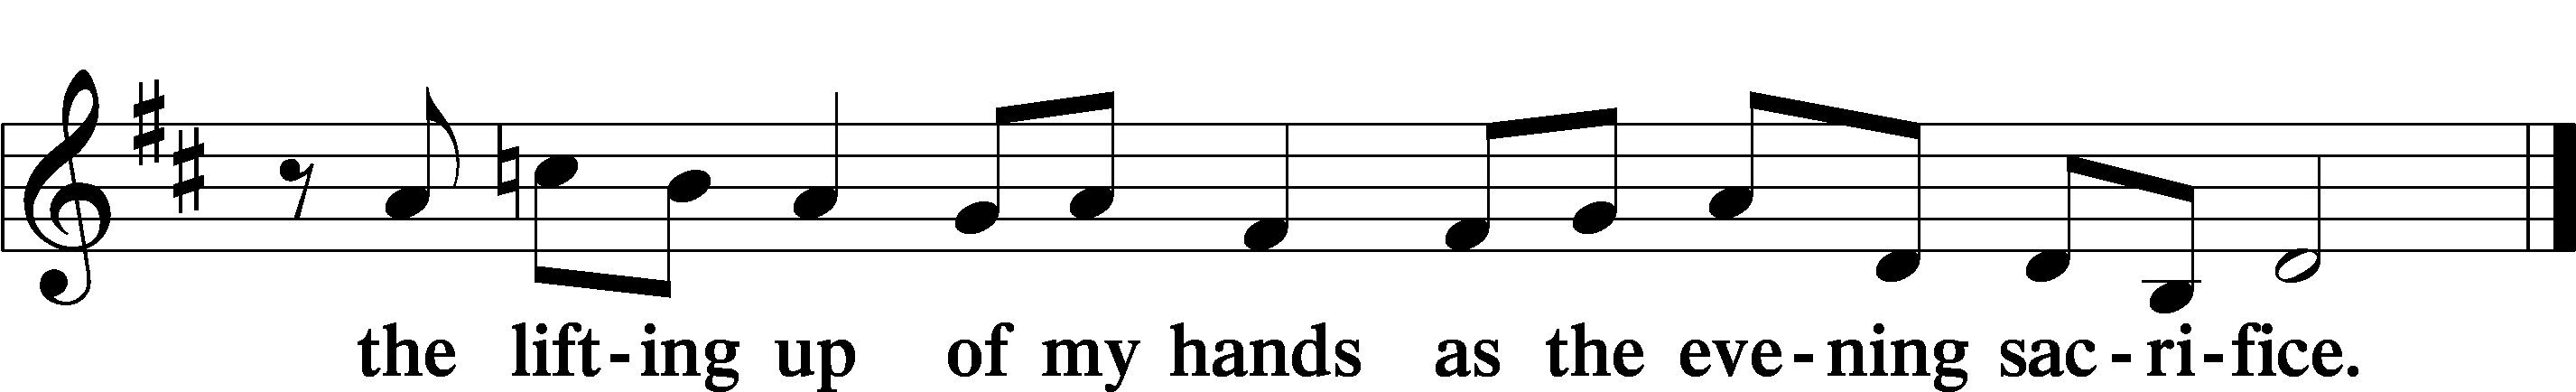 the lift-ing up of my hands as the eve-ning sac-ri-fice.